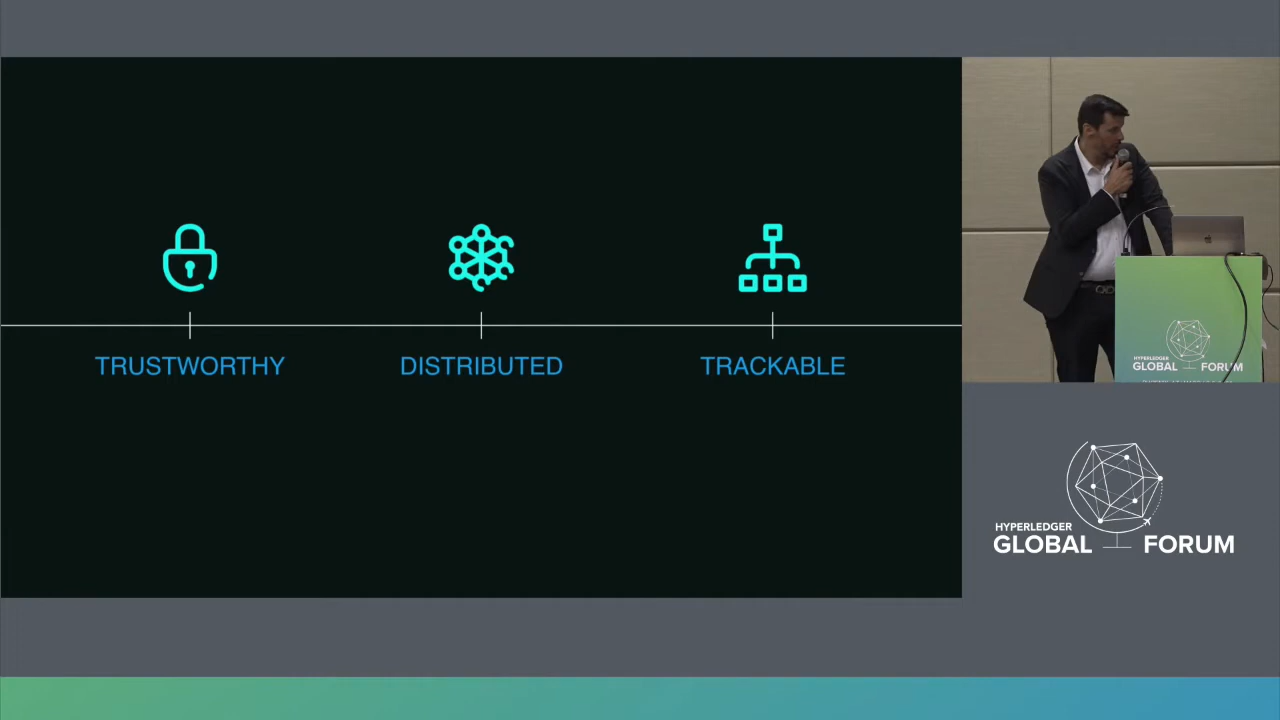 TRUSTWORTHY
DISTRIBUTED
TRACKABLE
HYPERLEDGER
GLOBAL FORUM
HYPERLEDGER
GLOBAL FORUM